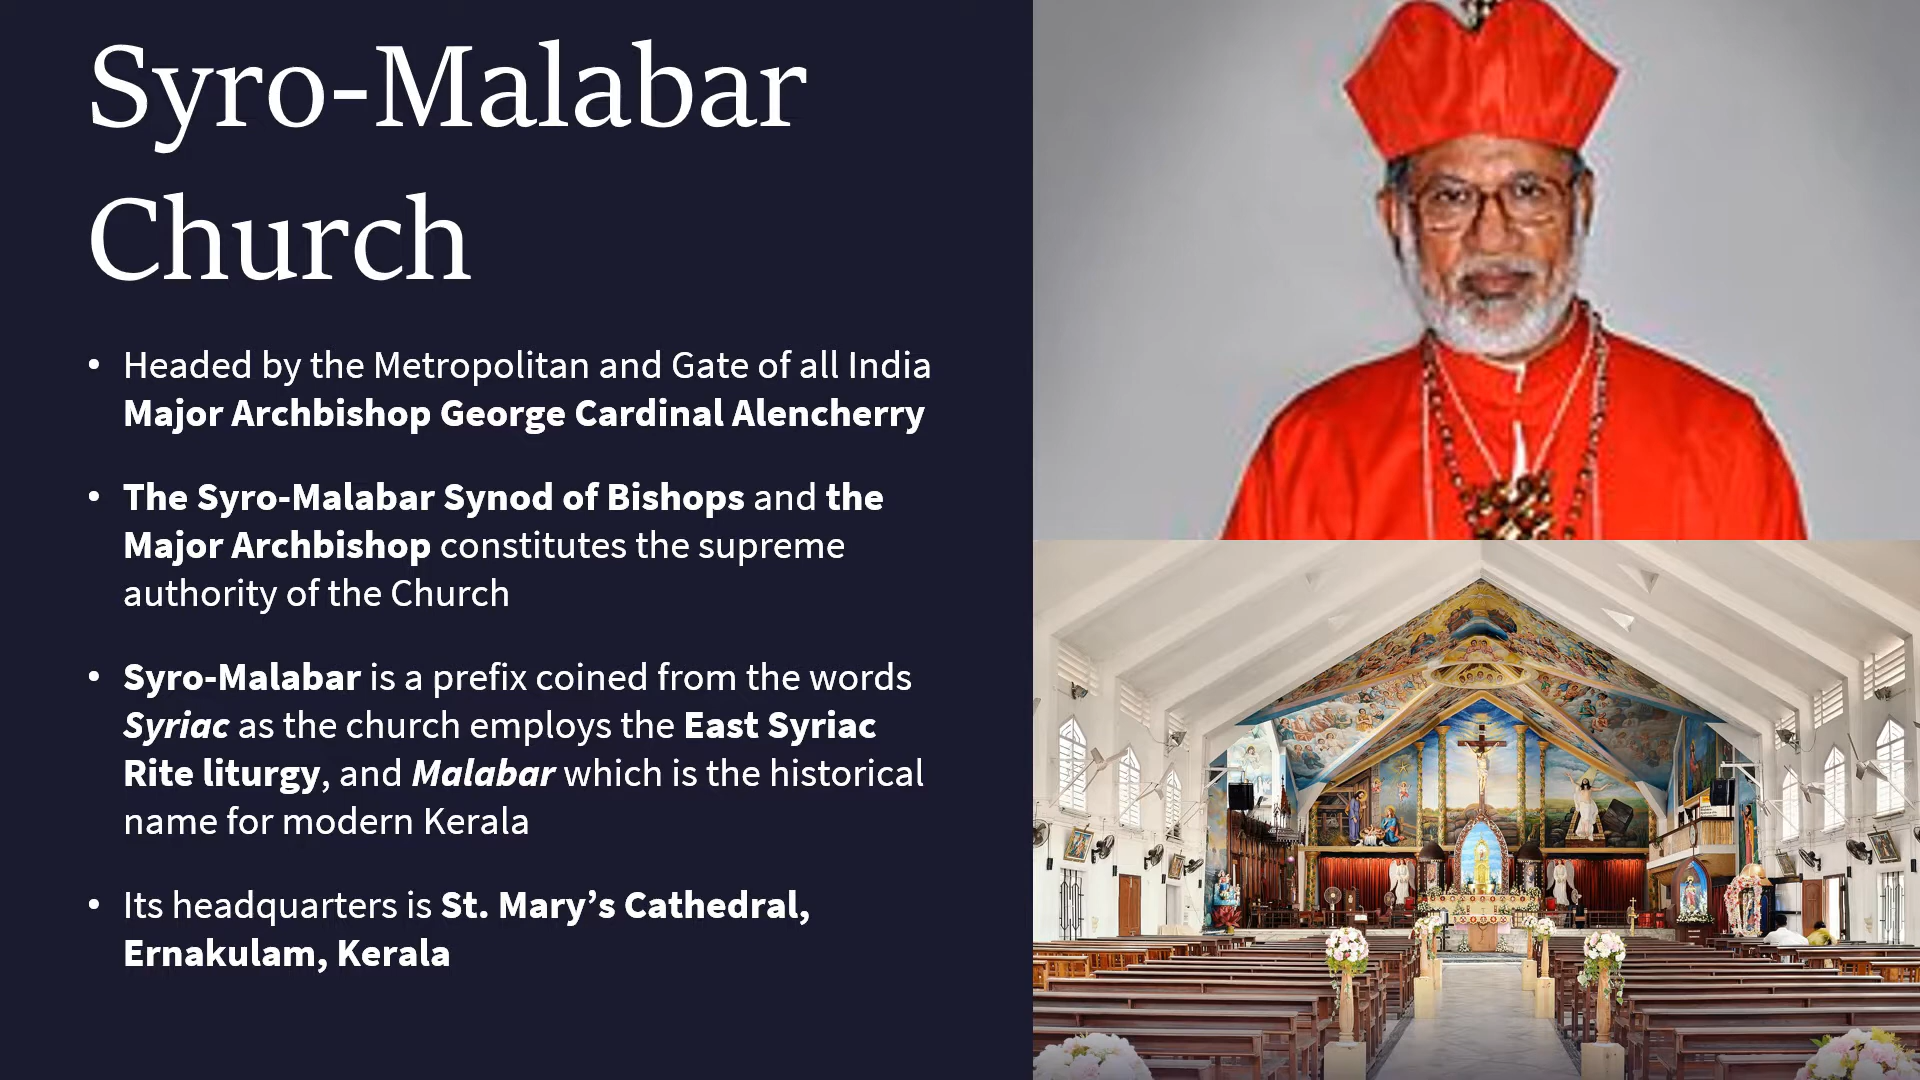 Syro-Malabar
Church
• Headed by the Metropolitan and Gate of all India
Major Archbishop George Cardinal Alencherry
• The Syro-Malabar Synod of Bishops and the
Major Archbishop constitutes the supreme
authority of the Church
• Syro-Malabar is a prefix coined from the words
Syriac as the church employs the East Syriac
Rite liturgy, and Malabar which is the historical
name for modern Kerala
• Its headquarters is St. Mary’s Cathedral,
Ernakulam, Kerala